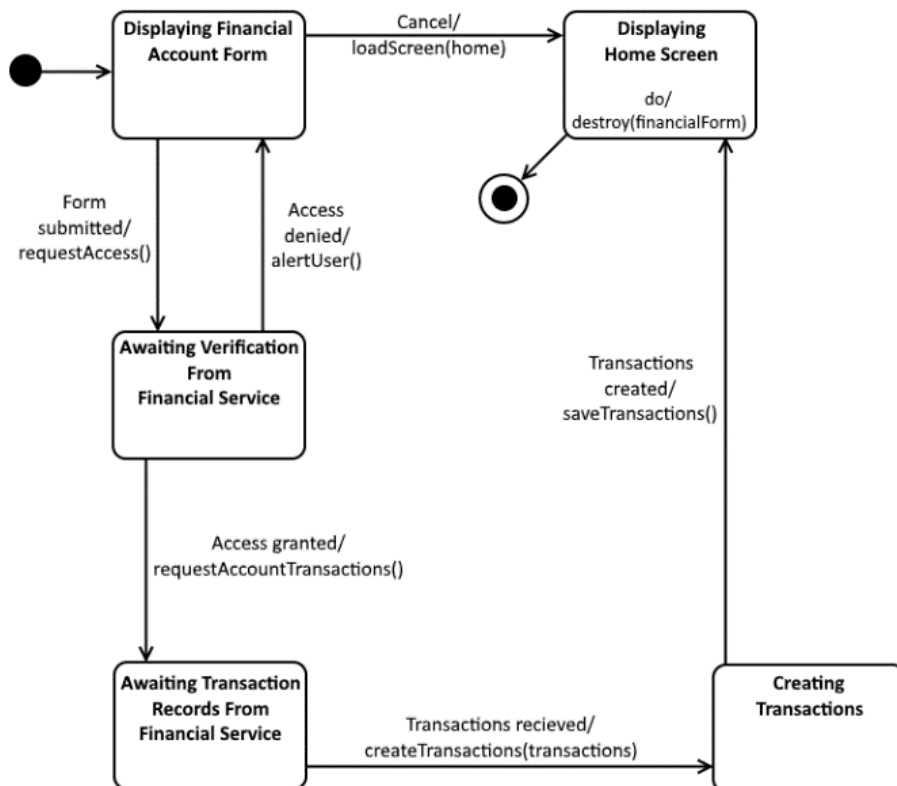 Displaying Financial
Account Form
Cancel/
loadScreen(home)
Displaying
Home Screen
do/
destroy(financialForm)
Form
submitted/
requestAccess()
Access
denied/
alertUser()
Awaiting Verification
From
Financial Service
Transactions
created/
saveTransactions()
Access granted/
requestAccountTransactions()
Awaiting Transaction
Records From
Financial Service
Transactions recieved/
createTransactions(transactions)
Creating
Transactions